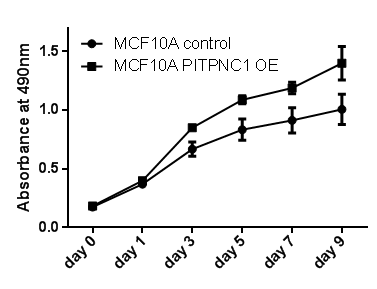 MCF10A control
MCF10A PITPNC1 OE
Absorbance at 490nm
1.5
1.0
0.5
0.0
day 0
day 1
day 3
day 5
day 7
day 9